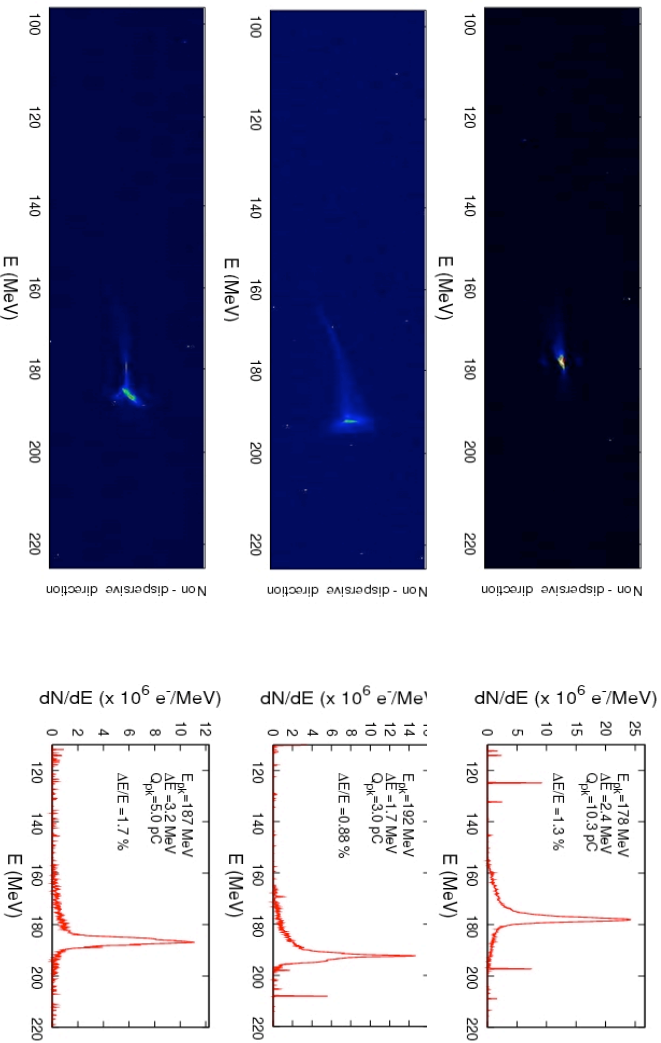 Non - dispersive direction
100 120 140 160 180 200 220
E (MeV)
dN/dE (x 10⁶ e⁻/MeV)
25
20
15
10
5
0
E_pk=178 MeV
ΔE =2.4 MeV
Q_pk=10.3 pC
ΔE/E =1.3 %
120 140 160 180 200 220
E (MeV)
Non - dispersive direction
100 120 140 160 180 200 220
E (MeV)
dN/dE (x 10⁶ e⁻/MeV
14
12
10
8
6
4
2
0
E_pk=192 MeV
ΔE =1.7 MeV
Q_pk=3.0 pC
ΔE/E =0.88 %
120 140 160 180 200 220
E (MeV)
Non - dispersive direction
100 120 140 160 180 200 220
E (MeV)
dN/dE (x 10⁶ e⁻/MeV)
12
10
8
6
4
2
0
E_pk=187 MeV
ΔE =3.2 MeV
Q_pk=5.0 pC
ΔE/E =1.7 %
120 140 160 180 200 220
E (MeV)